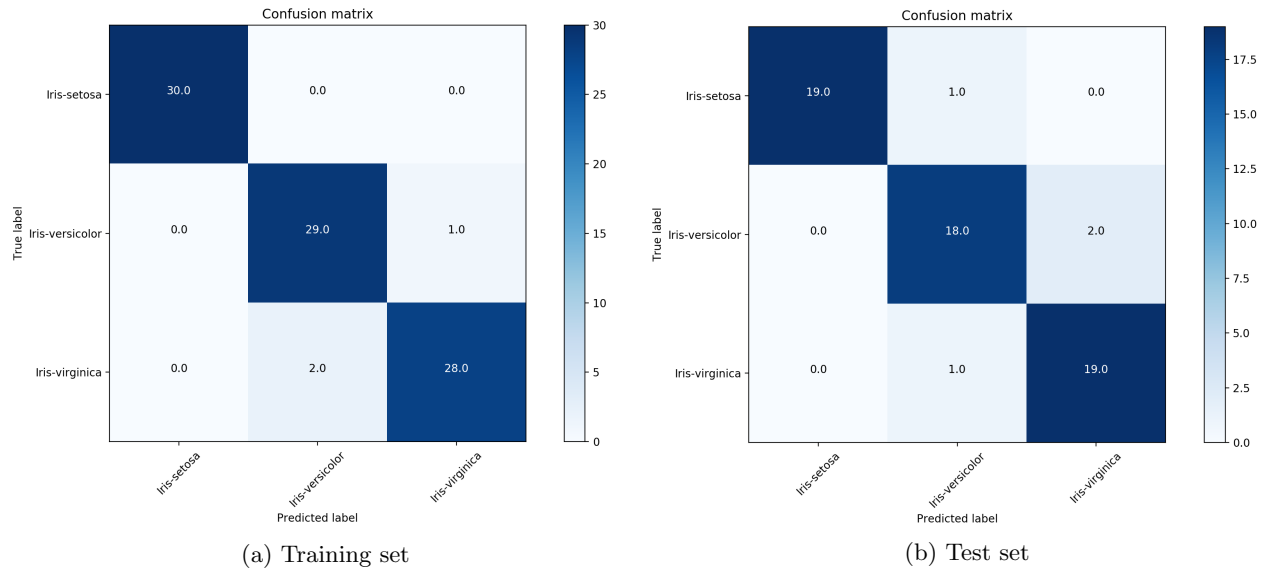 Confusion matrix
30
Iris-setosa
30.0
0.0
0.0
25
20
True label
Iris-versicolor
0.0
29.0
1.0
15
10
Iris-virginica
0.0
2.0
28.0
5
0
Iris-setosa
Iris-versicolor
Iris-virginica
Predicted label
(a) Training set
Confusion matrix
17.5
Iris-setosa
19.0
1.0
0.0
15.0
12.5
True label
Iris-versicolor
0.0
18.0
2.0
10.0
7.5
5.0
Iris-virginica
0.0
1.0
19.0
2.5
0.0
Iris-setosa
Iris-versicolor
Iris-virginica
Predicted label
(b) Test set